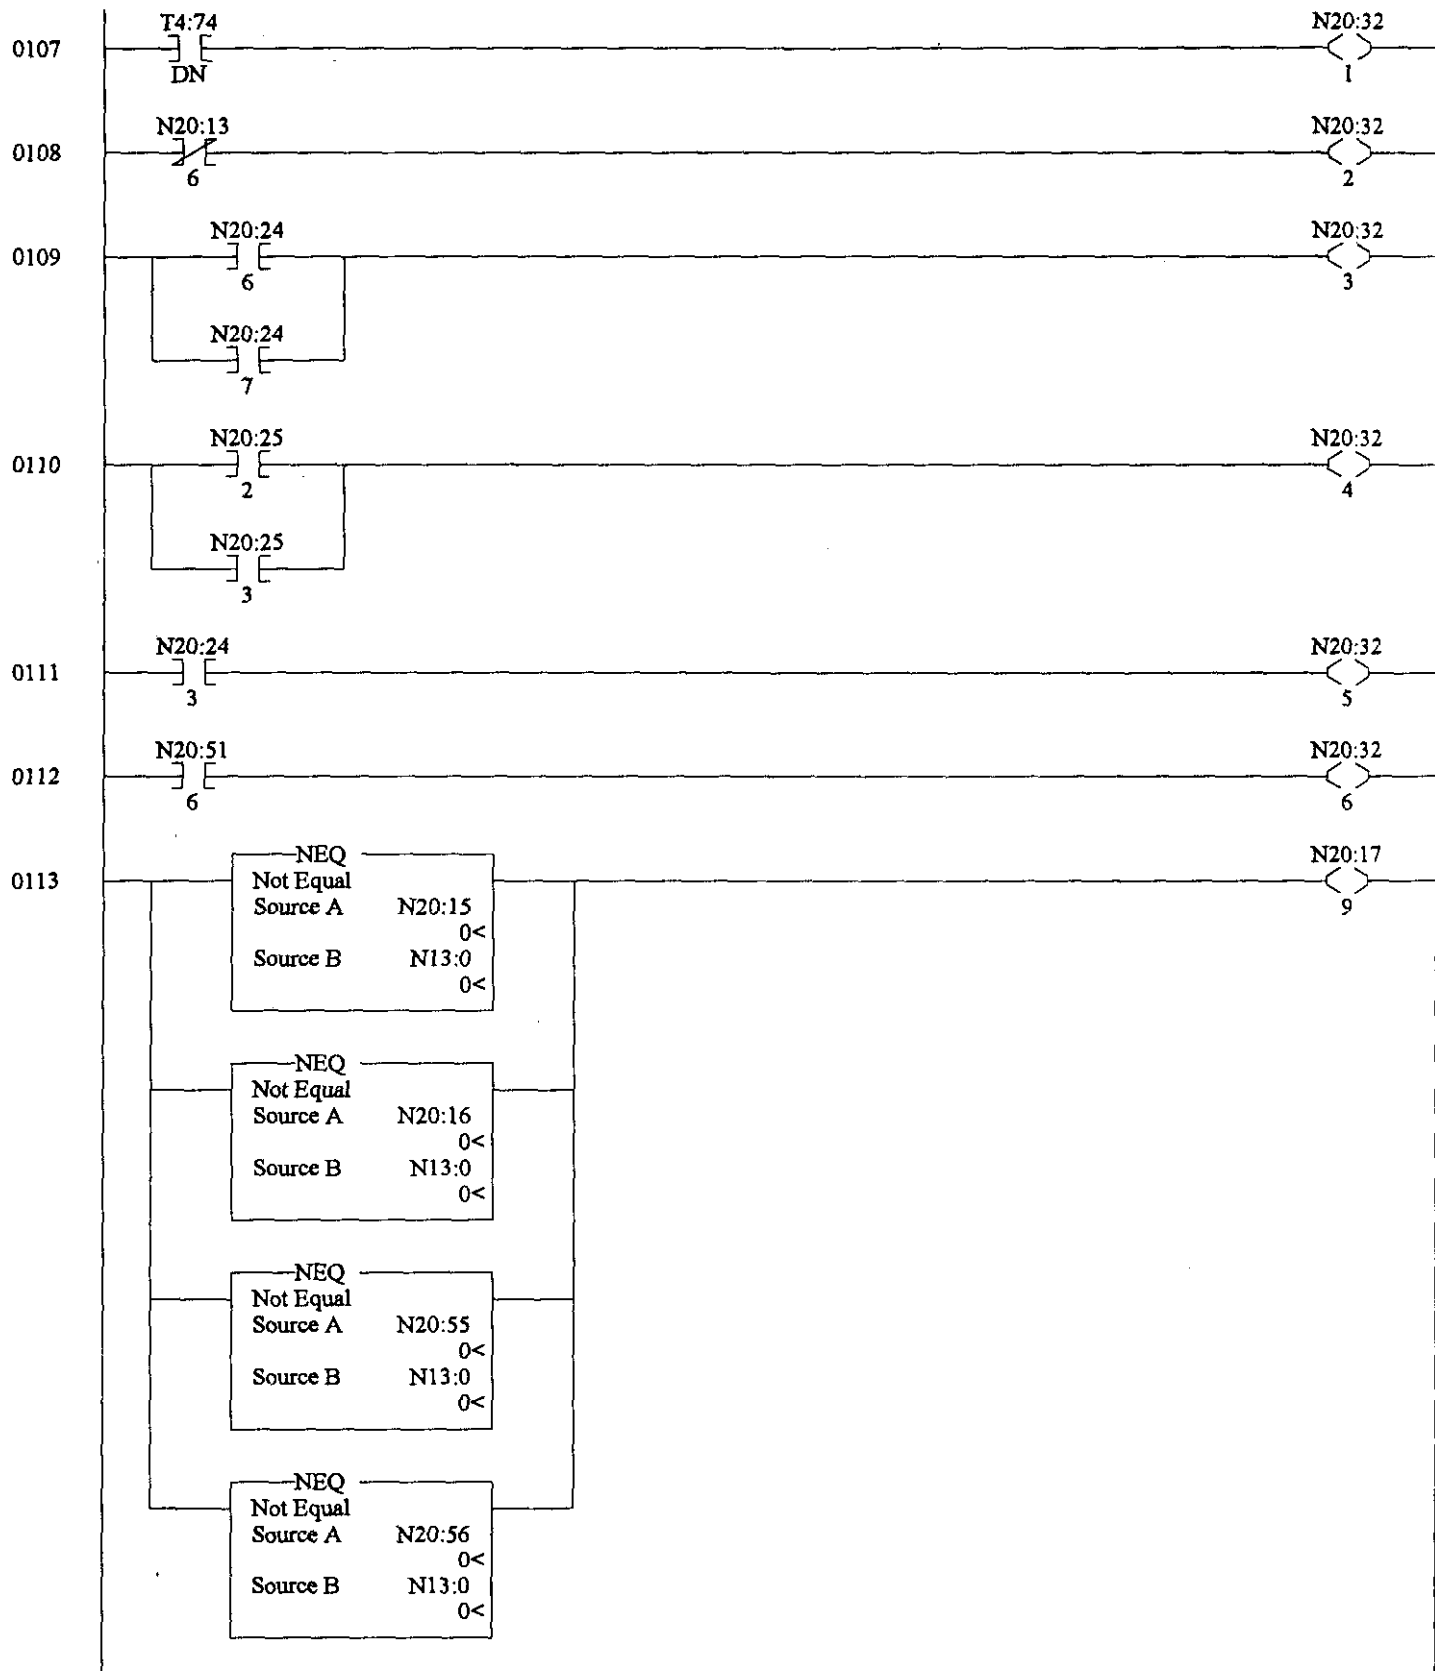 T4:74 N20:32
0107
DN 1
N20:13 N20:32
0108
6 2
N20:24 N20:32
0109
6 3
N20:24
7
N20:25 N20:32
0110
2 4
N20:25
3
N20:24 N20:32
0111
3 5
N20:51 N20:32
0112
6 6
NEQ N20:17
0113 Not Equal
Source A N20:15 9
0<
Source B N13:0
0<
NEQ
Not Equal
Source A N20:16
0<
Source B N13:0
0<
NEQ
Not Equal
Source A N20:55
0<
Source B N13:0
0<
NEQ
Not Equal
Source A N20:56
0<
Source B N13:0
0<